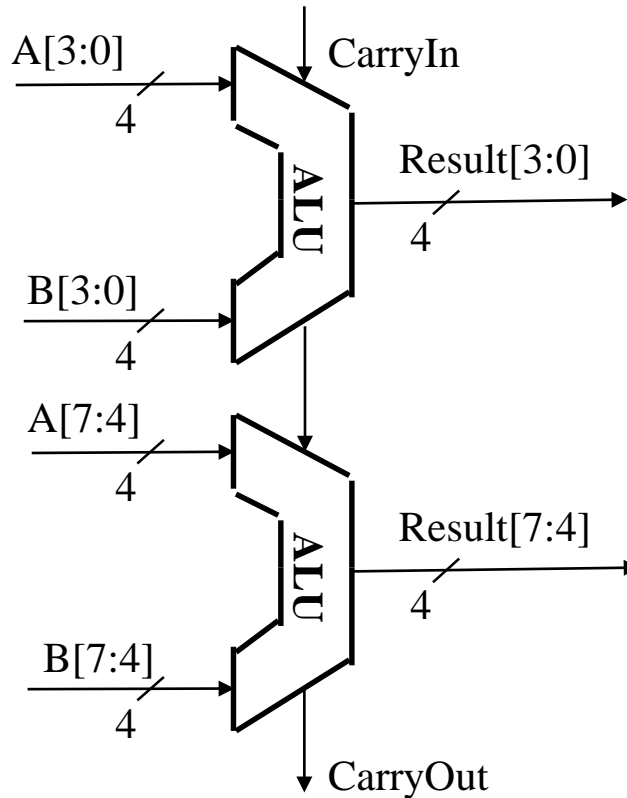 A[3:0]
CarryIn
4
Result[3:0]
ALU
4
B[3:0]
4
A[7:4]
4
Result[7:4]
ALU
4
B[7:4]
4
CarryOut